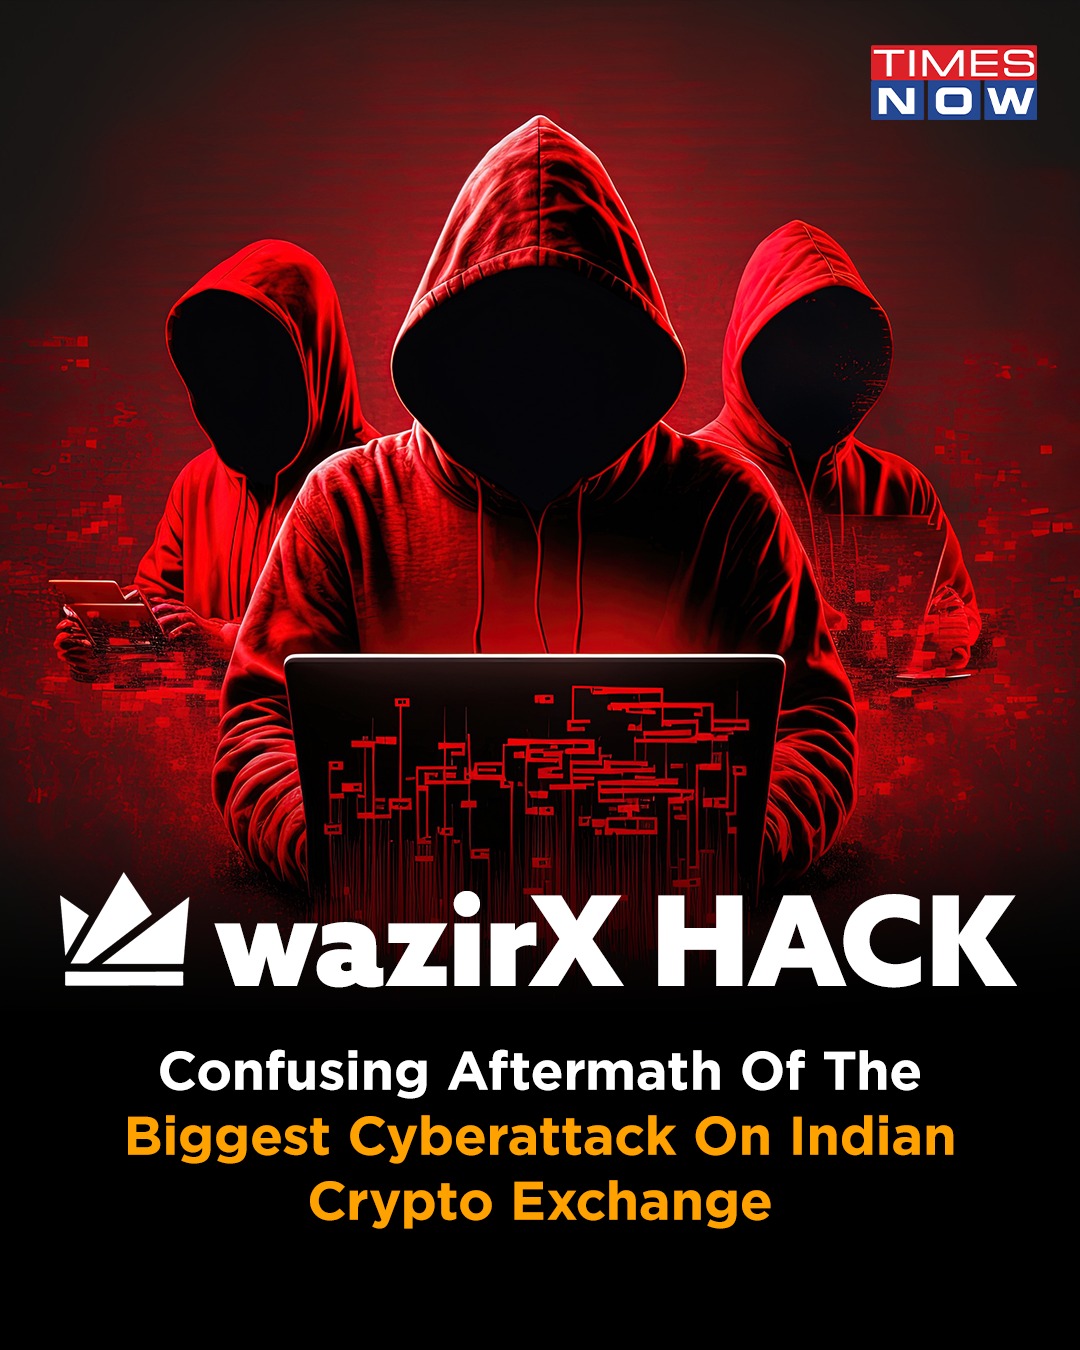 TIMES
NOW
wazirX HACK
Confusing Aftermath Of The
Biggest Cyberattack On Indian
Crypto Exchange